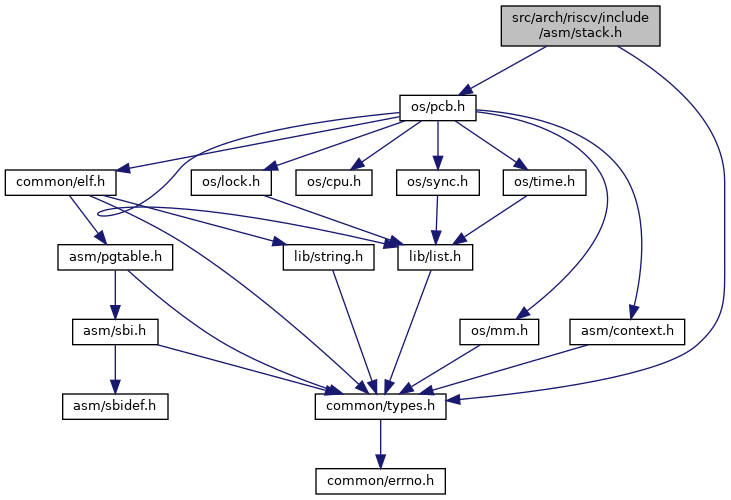 src/arch/riscv/include
/asm/stack.h
os/pcb.h
common/elf.h
os/lock.h
os/cpu.h
os/sync.h
os/time.h
asm/pgtable.h
lib/string.h
lib/list.h
asm/sbi.h
os/mm.h
asm/context.h
asm/sbidef.h
common/types.h
common/errno.h